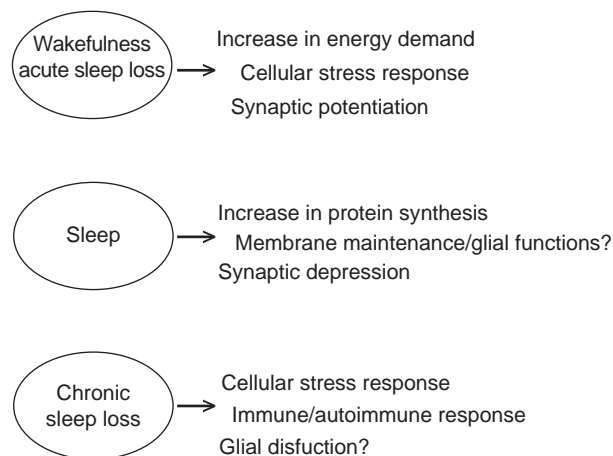 Wakefulness
acute sleep loss
Increase in energy demand
Cellular stress response
Synaptic potentiation
Sleep
Increase in protein synthesis
Membrane maintenance/glial functions?
Synaptic depression
Chronic
sleep loss
Cellular stress response
Immune/autoimmune response
Glial disfuction?